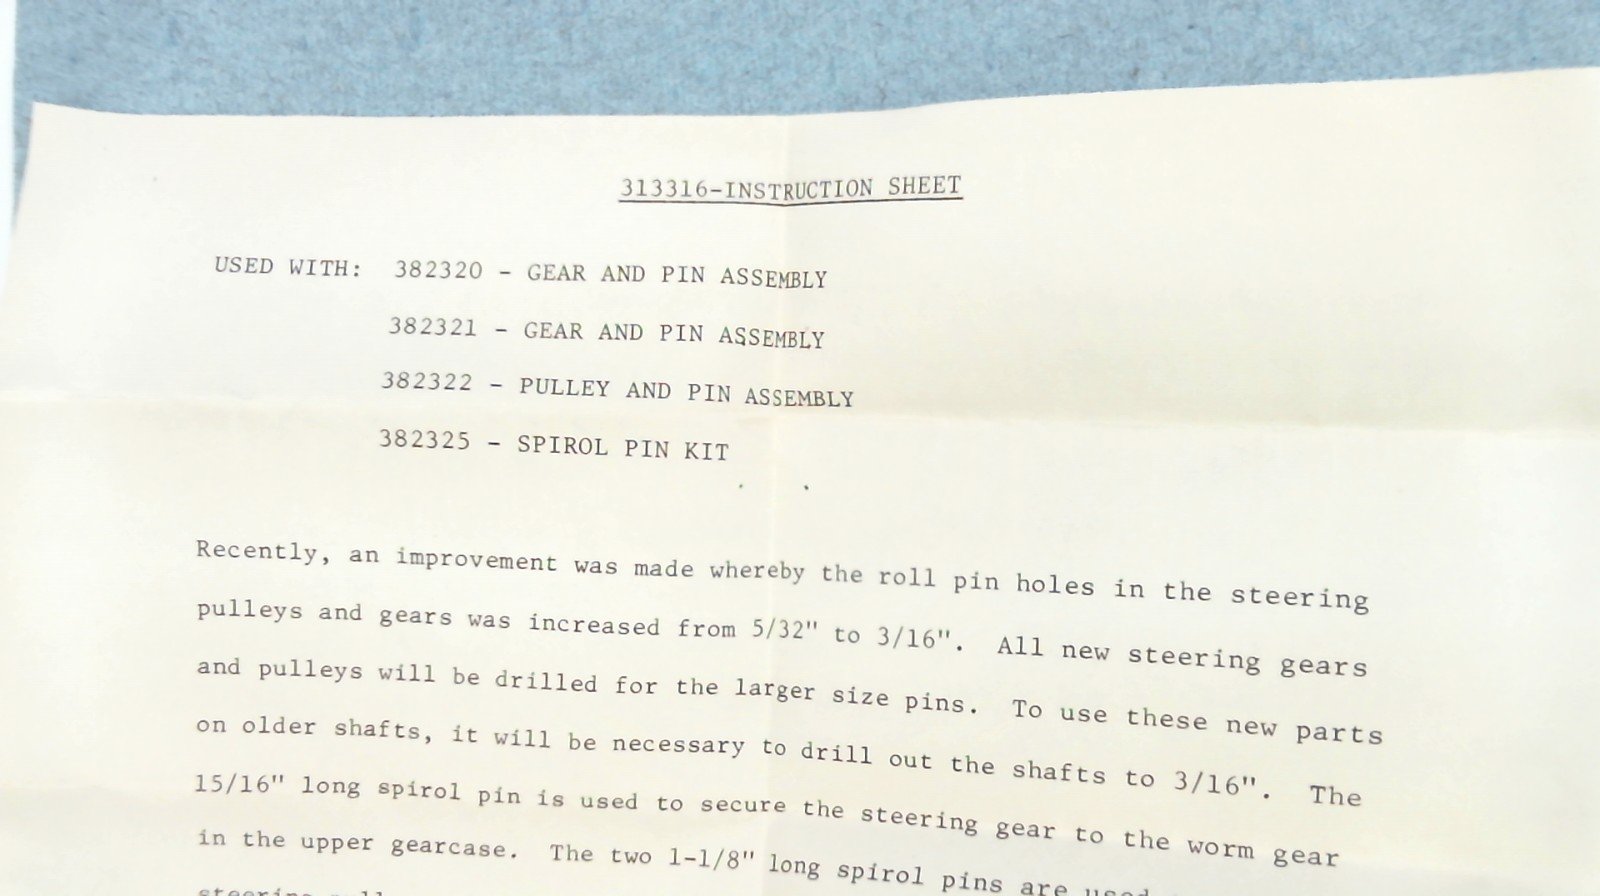 313316-INSTRUCTION SHEET
USED WITH: 382320 - GEAR AND PIN ASSEMBLY
382321 - GEAR AND PIN ASSEMBLY
382322 - PULLEY AND PIN ASSEMBLY
382325 - SPIROL PIN KIT
Recently, an improvement was made whereby the roll pin holes in the steering
pulleys and gears was increased from 5/32" to 3/16". All new steering gears
and pulleys will be drilled for the larger size pins. To use these new parts
on older shafts, it will be necessary to drill out the shafts to 3/16". The
15/16" long spirol pin is used to secure the steering gear to the worm gear
in the upper gearcase. The two 1-1/8" long spirol pins are used
steering